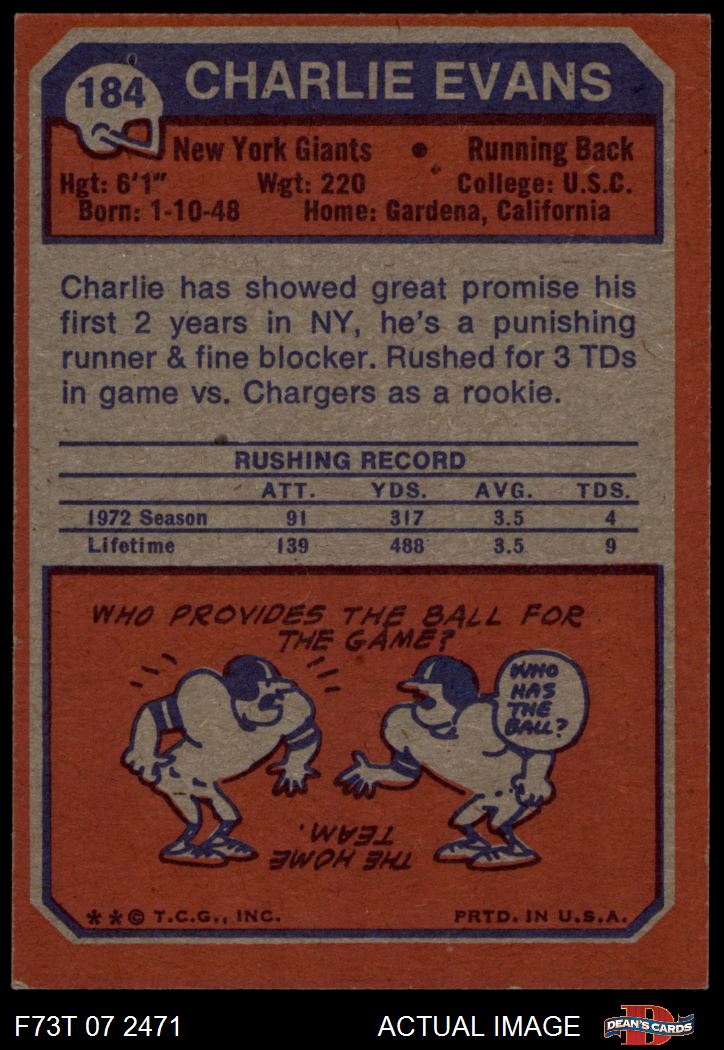 184
CHARLIE EVANS
New York Giants • Running Back
Hgt: 6'1" Wgt: 220 College: U.S.C.
Born: 1-10-48 Home: Gardena, California
Charlie has showed great promise his
first 2 years in NY, he's a punishing
runner & fine blocker. Rushed for 3 TDs
in game vs. Chargers as a rookie.
RUSHING RECORD
ATT. YDS. AVG. TDS.
1972 Season 91 317 3.5 4
Lifetime 139 488 3.5 9
WHO PROVIDES THE BALL FOR
THE GAME?
WHO
HAS
THE
BALL?
THE HOME
TEAM.
**© T.C.G., INC. PRTD. IN U.S.A.
F73T 07 2471 ACTUAL IMAGE
D
DEAN'S CARDS